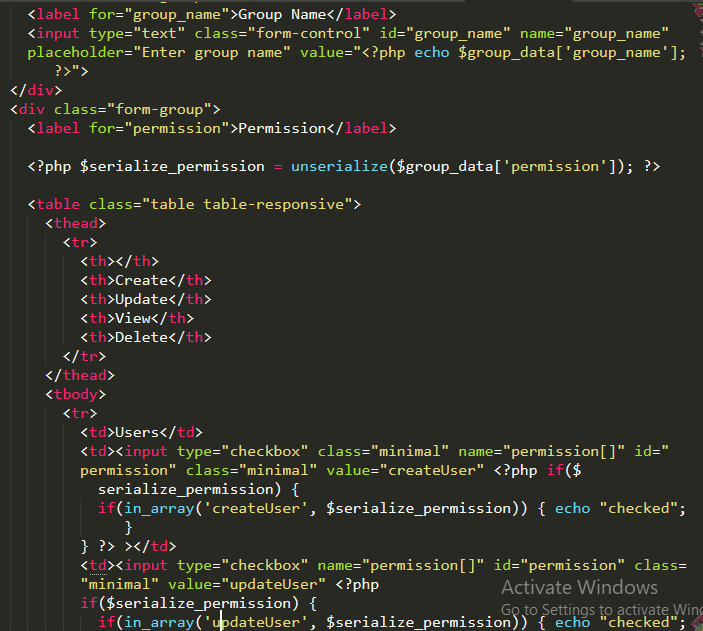 <label for="group_name">Group Name</label>
<input type="text" class="form-control" id="group_name" name="group_name"
placeholder="Enter group name" value="<?php echo $group_data['group_name'];
?>">
</div>
<div class="form-group">
<label for="permission">Permission</label>
<?php $serialize_permission = unserialize($group_data['permission']); ?>
<table class="table table-responsive">
<thead>
<tr>
<th></th>
<th>Create</th>
<th>Update</th>
<th>View</th>
<th>Delete</th>
</tr>
</thead>
<tbody>
<tr>
<td>Users</td>
<td><input type="checkbox" class="minimal" name="permission[]" id="
permission" class="minimal" value="createUser" <?php if($
serialize_permission) {
if(in_array('createUser', $serialize_permission)) { echo "checked";
}
} ?> ></td>
<td><input type="checkbox" name="permission[]" id="permission" class=
"minimal" value="updateUser" <?php
if($serialize_permission) {
if(in_array('updateUser', $serialize_permission)) { echo "checked";
Activate Windows
Go to Settings to activate